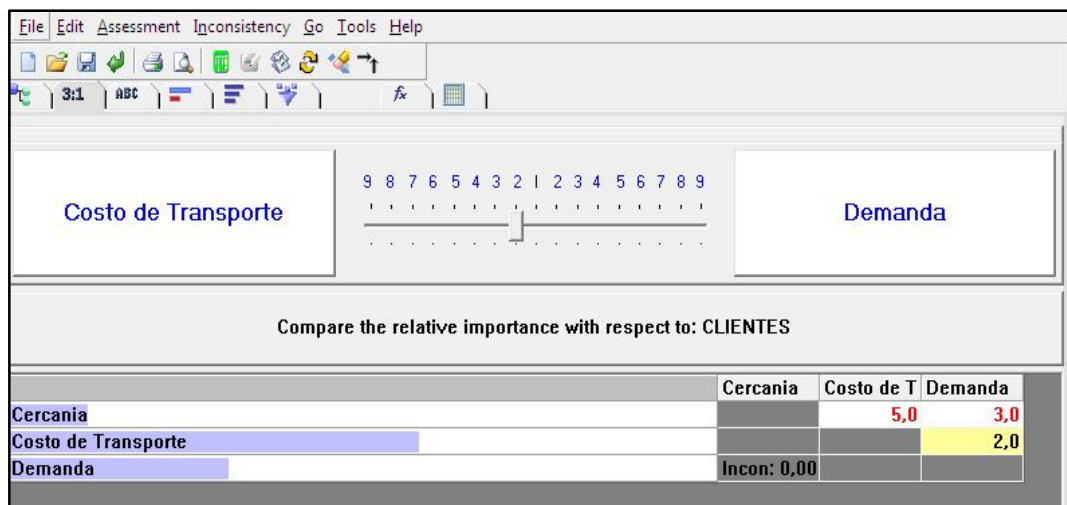 File Edit Assessment Inconsistency Go Tools Help
3:1 ABC fx
9 8 7 6 5 4 3 2 1 2 3 4 5 6 7 8 9
Costo de Transporte Demanda
Compare the relative importance with respect to: CLIENTES
Cercania Costo de T Demanda
Cercania 5,0 3,0
Costo de Transporte 2,0
Demanda Incon: 0,00